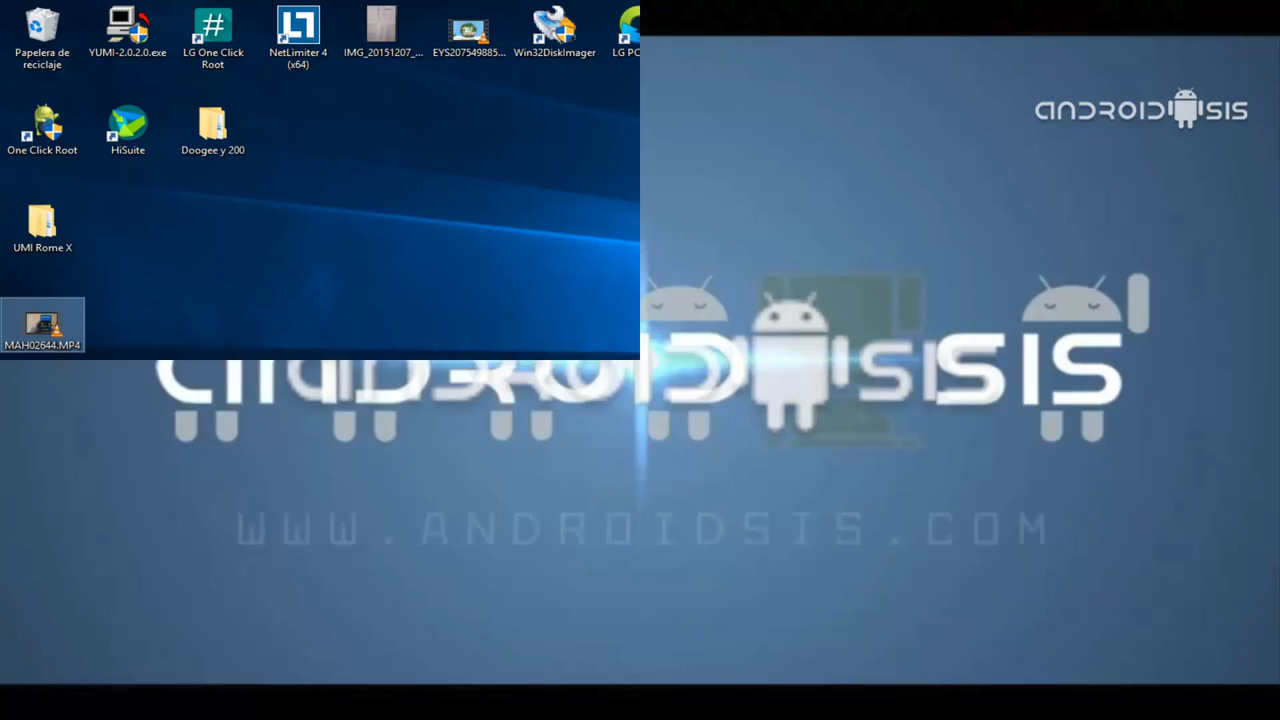 Papelera de
reciclaje
YUMI-2.0.2.0.exe
LG One Click
Root
NetLimiter 4
(x64)
IMG_20151207_...
EYS207549885...
Win32DiskImager
LG PC
One Click Root
HiSuite
Doogee y 200
UMI Rome X
MAH02644.MP4
ANDROIDSIS
ANDROIDSIS
WWW.ANDROIDSIS.COM